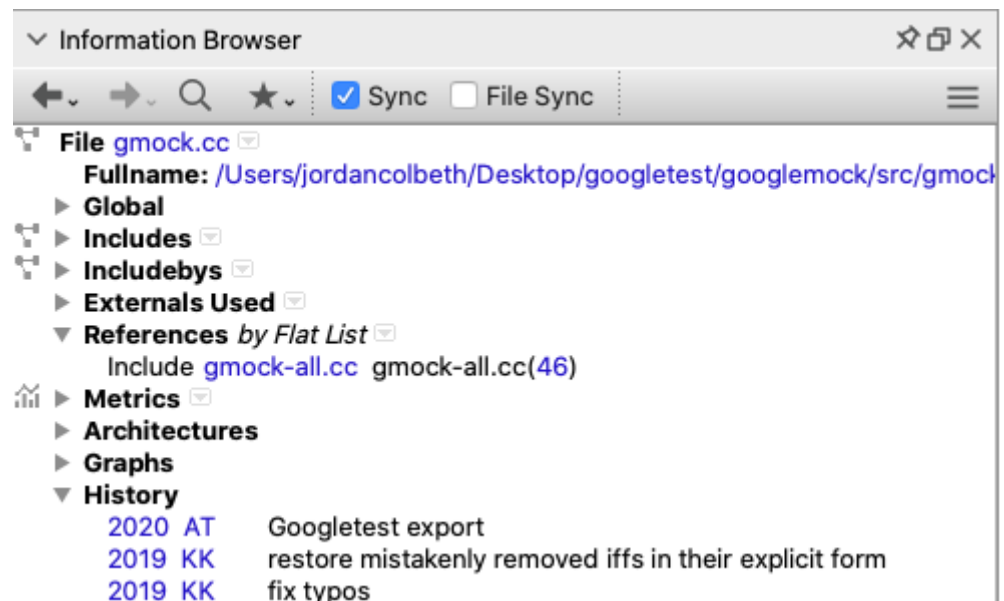 Information Browser
Sync File Sync
File gmock.cc
Fullname: /Users/jordancolbeth/Desktop/googletest/googlemock/src/gmock
Global
Includes
Includebys
Externals Used
References by Flat List
Include gmock-all.cc gmock-all.cc(46)
Metrics
Architectures
Graphs
History
2020 AT Googletest export
2019 KK restore mistakenly removed iffs in their explicit form
2019 KK fix typos